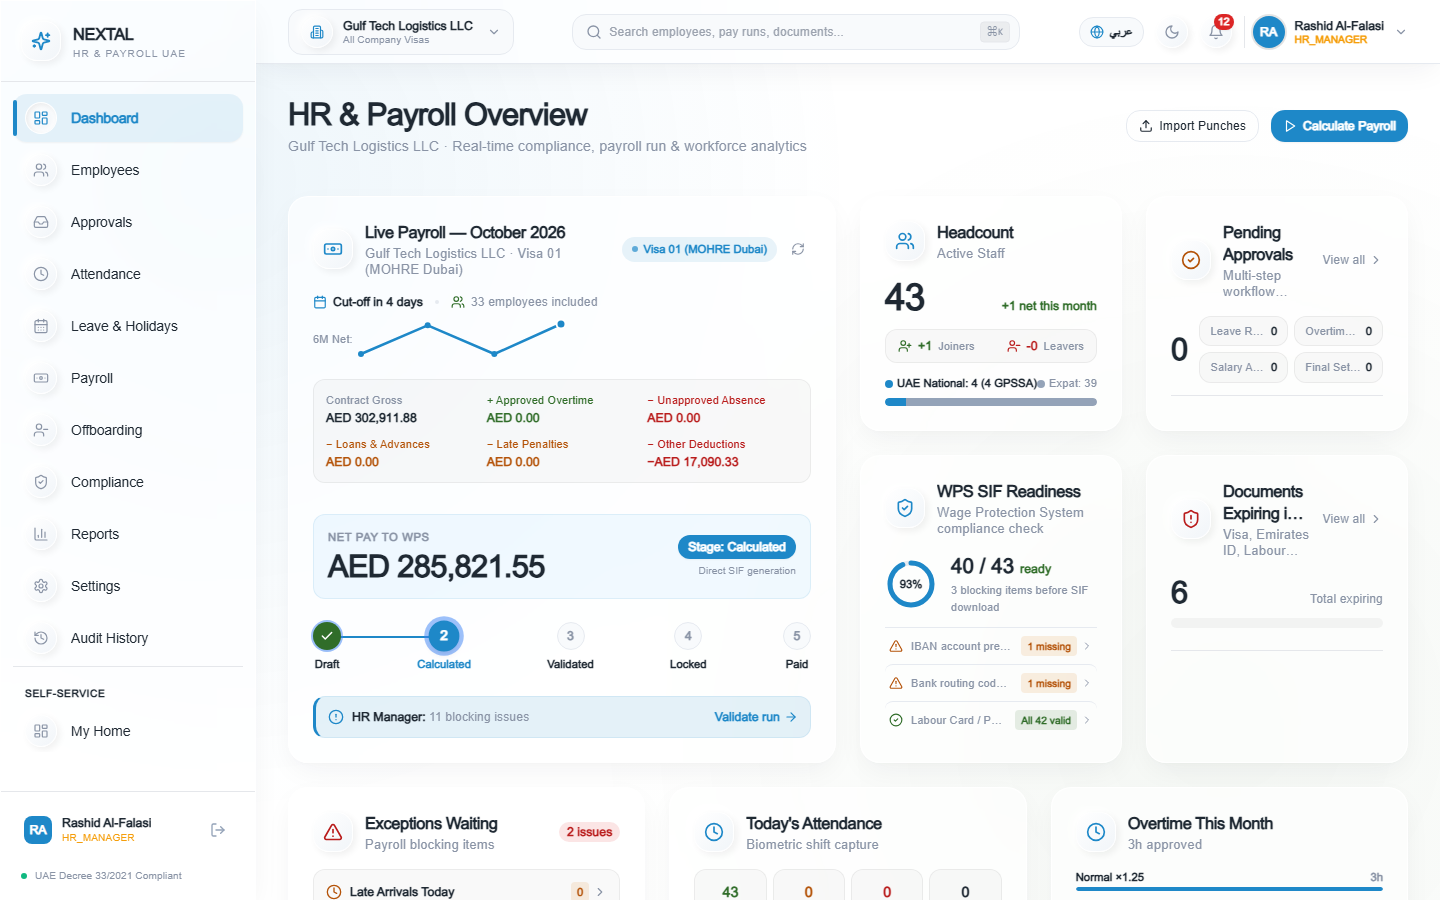 NEXTAL
HR & PAYROLL UAE
Dashboard
Employees
Approvals
Attendance
Leave & Holidays
Payroll
Offboarding
Compliance
Reports
Settings
Audit History
SELF-SERVICE
My Home
RA
Rashid Al-Falasi
HR_MANAGER
UAE Decree 33/2021 Compliant
Gulf Tech Logistics LLC
All Company Visas
Search employees, pay runs, documents...
⌘K
عربي
12
RA
Rashid Al-Falasi
HR_MANAGER
HR & Payroll Overview
Gulf Tech Logistics LLC · Real-time compliance, payroll run & workforce analytics
Import Punches
Calculate Payroll
Live Payroll — October 2026
Gulf Tech Logistics LLC · Visa 01
(MOHRE Dubai)
Visa 01 (MOHRE Dubai)
Cut-off in 4 days
33 employees included
6M Net:
Contract Gross
AED 302,911.88
+ Approved Overtime
AED 0.00
− Unapproved Absence
AED 0.00
− Loans & Advances
AED 0.00
− Late Penalties
AED 0.00
− Other Deductions
−AED 17,090.33
NET PAY TO WPS
AED 285,821.55
Stage: Calculated
Direct SIF generation
2
3
4
5
Draft
Calculated
Validated
Locked
Paid
HR Manager: 11 blocking issues
Validate run →
Headcount
Active Staff
43
+1 net this month
+1 Joiners
-0 Leavers
UAE National: 4 (4 GPSSA)
Expat: 39
Pending
Approvals
Multi-step
workflow...
View all
0
Leave R... 0
Overtim... 0
Salary A... 0
Final Set... 0
WPS SIF Readiness
Wage Protection System
compliance check
93%
40 / 43 ready
3 blocking items before SIF
download
IBAN account pre... 1 missing
Bank routing cod... 1 missing
Labour Card / P... All 42 valid
Documents
Expiring i...
Visa, Emirates
ID, Labour...
View all
6
Total expiring
Exceptions Waiting
Payroll blocking items
2 issues
Late Arrivals Today
0
Today's Attendance
Biometric shift capture
43
0
0
0
Overtime This Month
3h approved
Normal ×1.25
3h